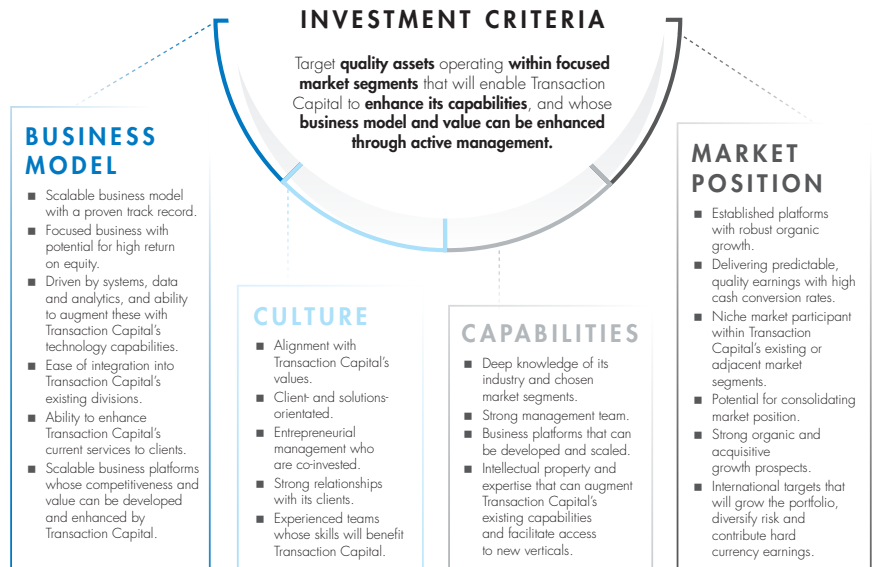 INVESTMENT CRITERIA
Target quality assets operating within focused
market segments that will enable Transaction
Capital to enhance its capabilities, and whose
business model and value can be enhanced
through active management.
BUSINESS
MODEL
■ Scalable business model
with a proven track record.
■ Focused business with
potential for high return
on equity.
■ Driven by systems, data
and analytics, and ability
to augment these with
Transaction Capital's
technology capabilities.
■ Ease of integration into
Transaction Capital's
existing divisions.
■ Ability to enhance
Transaction Capital's
current services to clients.
■ Scalable business platforms
whose competitiveness and
value can be developed
and enhanced by
Transaction Capital.
CULTURE
■ Alignment with
Transaction Capital's
values.
■ Client- and solutions-
orientated.
■ Entrepreneurial
management who
are co-invested.
■ Strong relationships
with its clients.
■ Experienced teams
whose skills will benefit
Transaction Capital.
CAPABILITIES
■ Deep knowledge of its
industry and chosen
market segments.
■ Strong management team.
■ Business platforms that can
be developed and scaled.
■ Intellectual property and
expertise that can augment
Transaction Capital's
existing capabilities
and facilitate access
to new verticals.
MARKET
POSITION
■ Established platforms
with robust organic
growth.
■ Delivering predictable,
quality earnings with high
cash conversion rates.
■ Niche market participant
within Transaction
Capital's existing or
adjacent market
segments.
■ Potential for consolidating
market position.
■ Strong organic and
acquisitive
growth prospects.
■ International targets that
will grow the portfolio,
diversify risk and
contribute hard
currency earnings.